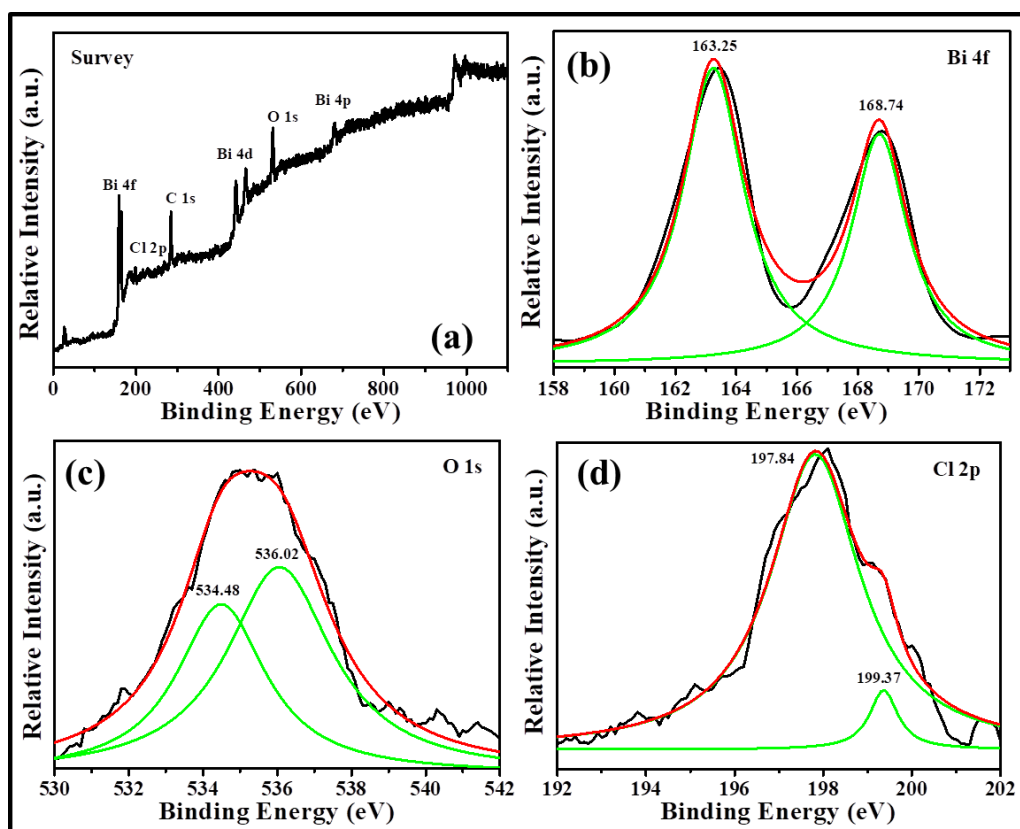 Survey
Bi 4f
Cl 2p
C 1s
Bi 4d
O 1s
Bi 4p
(a)
Relative Intensity (a.u.)
0 200 400 600 800 1000
Binding Energy (eV)
(b)
Bi 4f
163.25
168.74
Relative Intensity (a.u.)
158 160 162 164 166 168 170 172
Binding Energy (eV)
(c)
O 1s
534.48
536.02
Relative Intensity (a.u.)
530 532 534 536 538 540 542
Binding Energy (eV)
(d)
Cl 2p
197.84
199.37
Relative Intensity (a.u.)
192 194 196 198 200 202
Binding Energy (eV)